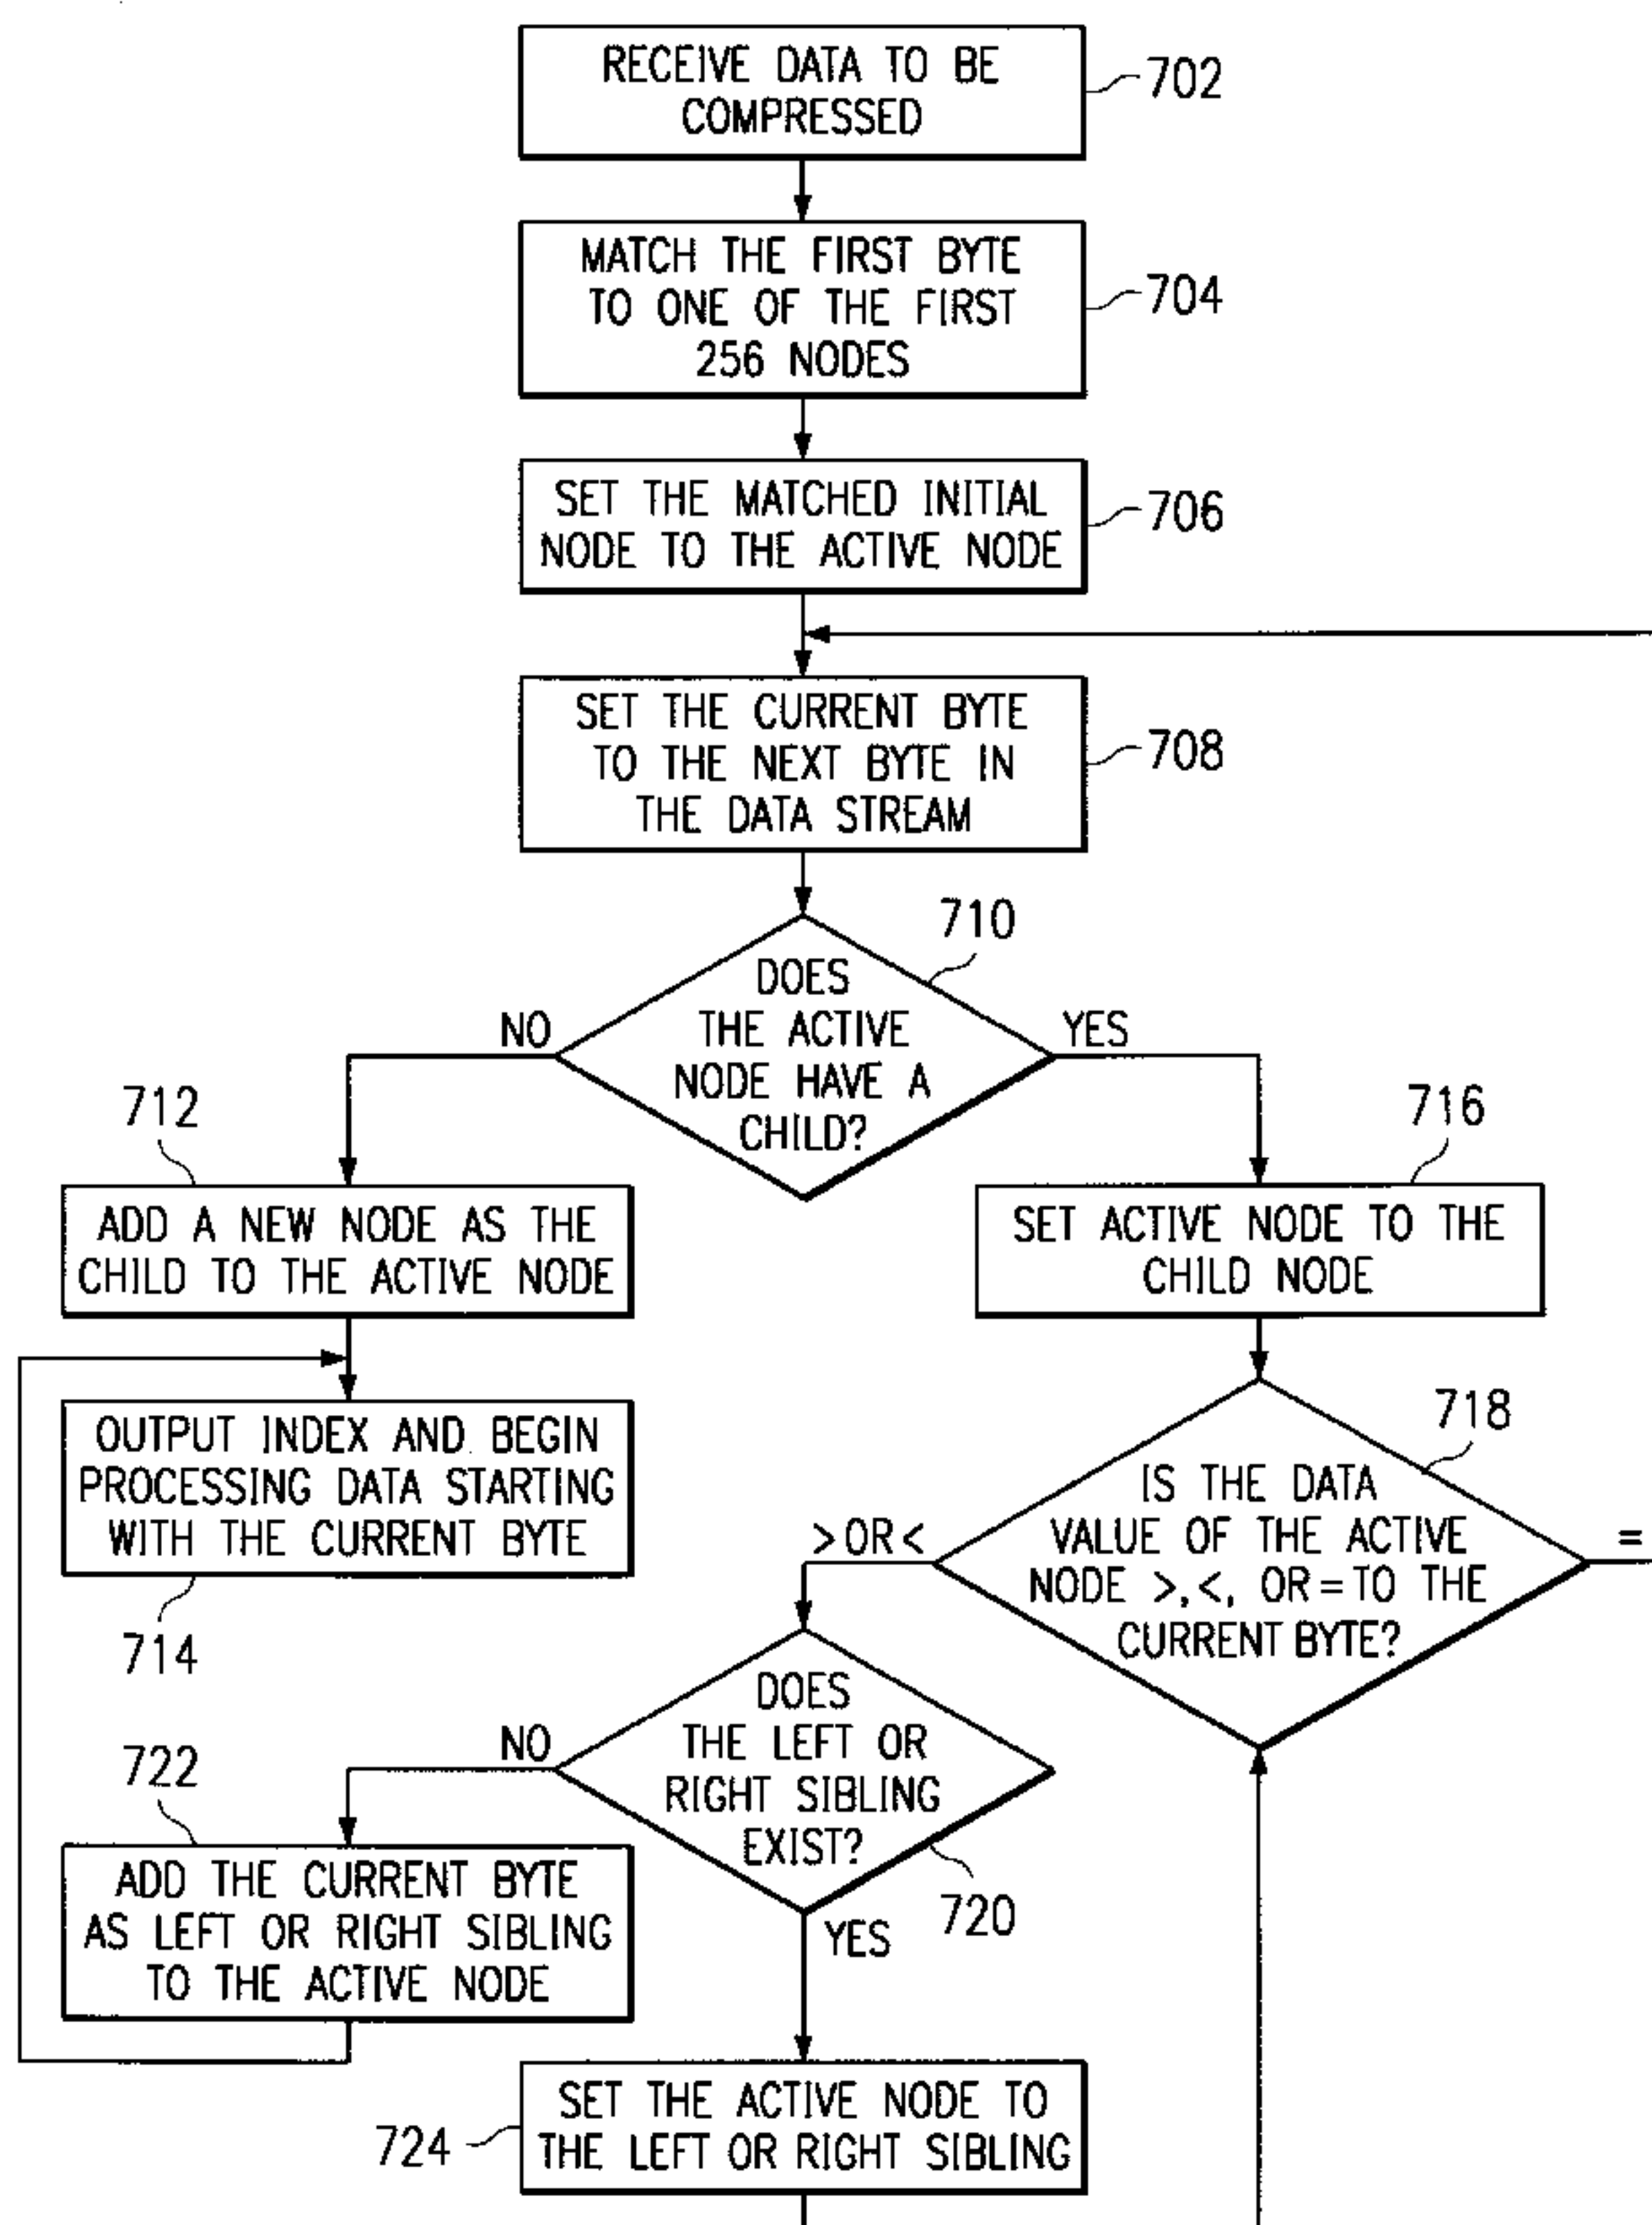 RECEIVE DATA TO BE
COMPRESSED
702
MATCH THE FIRST BYTE
TO ONE OF THE FIRST
256 NODES
704
SET THE MATCHED INITIAL
NODE TO THE ACTIVE NODE
706
SET THE CURRENT BYTE
TO THE NEXT BYTE IN
THE DATA STREAM
708
710
DOES
THE ACTIVE
NODE HAVE A
CHILD?
NO
YES
712
ADD A NEW NODE AS THE
CHILD TO THE ACTIVE NODE
716
SET ACTIVE NODE TO THE
CHILD NODE
OUTPUT INDEX AND BEGIN
PROCESSING DATA STARTING
WITH THE CURRENT BYTE
714
718
IS THE DATA
VALUE OF THE ACTIVE
NODE >,<, OR = TO THE
CURRENT BYTE?
> OR <
=
DOES
THE LEFT OR
RIGHT SIBLING
EXIST?
NO
YES
720
722
ADD THE CURRENT BYTE
AS LEFT OR RIGHT SIBLING
TO THE ACTIVE NODE
SET THE ACTIVE NODE TO
THE LEFT OR RIGHT SIBLING
724